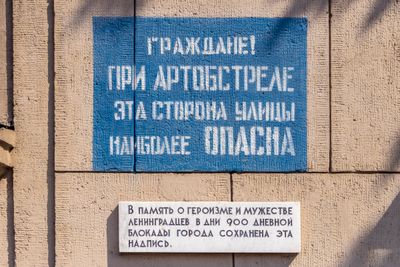 ГРАЖДАНЕ!
ПРИ АРТОБСТРЕЛЕ
ЭТА СТОРОНА УЛИЦЫ
НАИБОЛЕЕ ОПАСНА
В ПАМЯТЬ О ГЕРОИЗМЕ И МУЖЕСТВЕ
ЛЕНИНГРАДЦЕВ В ДНИ 900 ДНЕВНОЙ
БЛОКАДЫ ГОРОДА СОХРАНЕНА ЭТА
НАДПИСЬ.